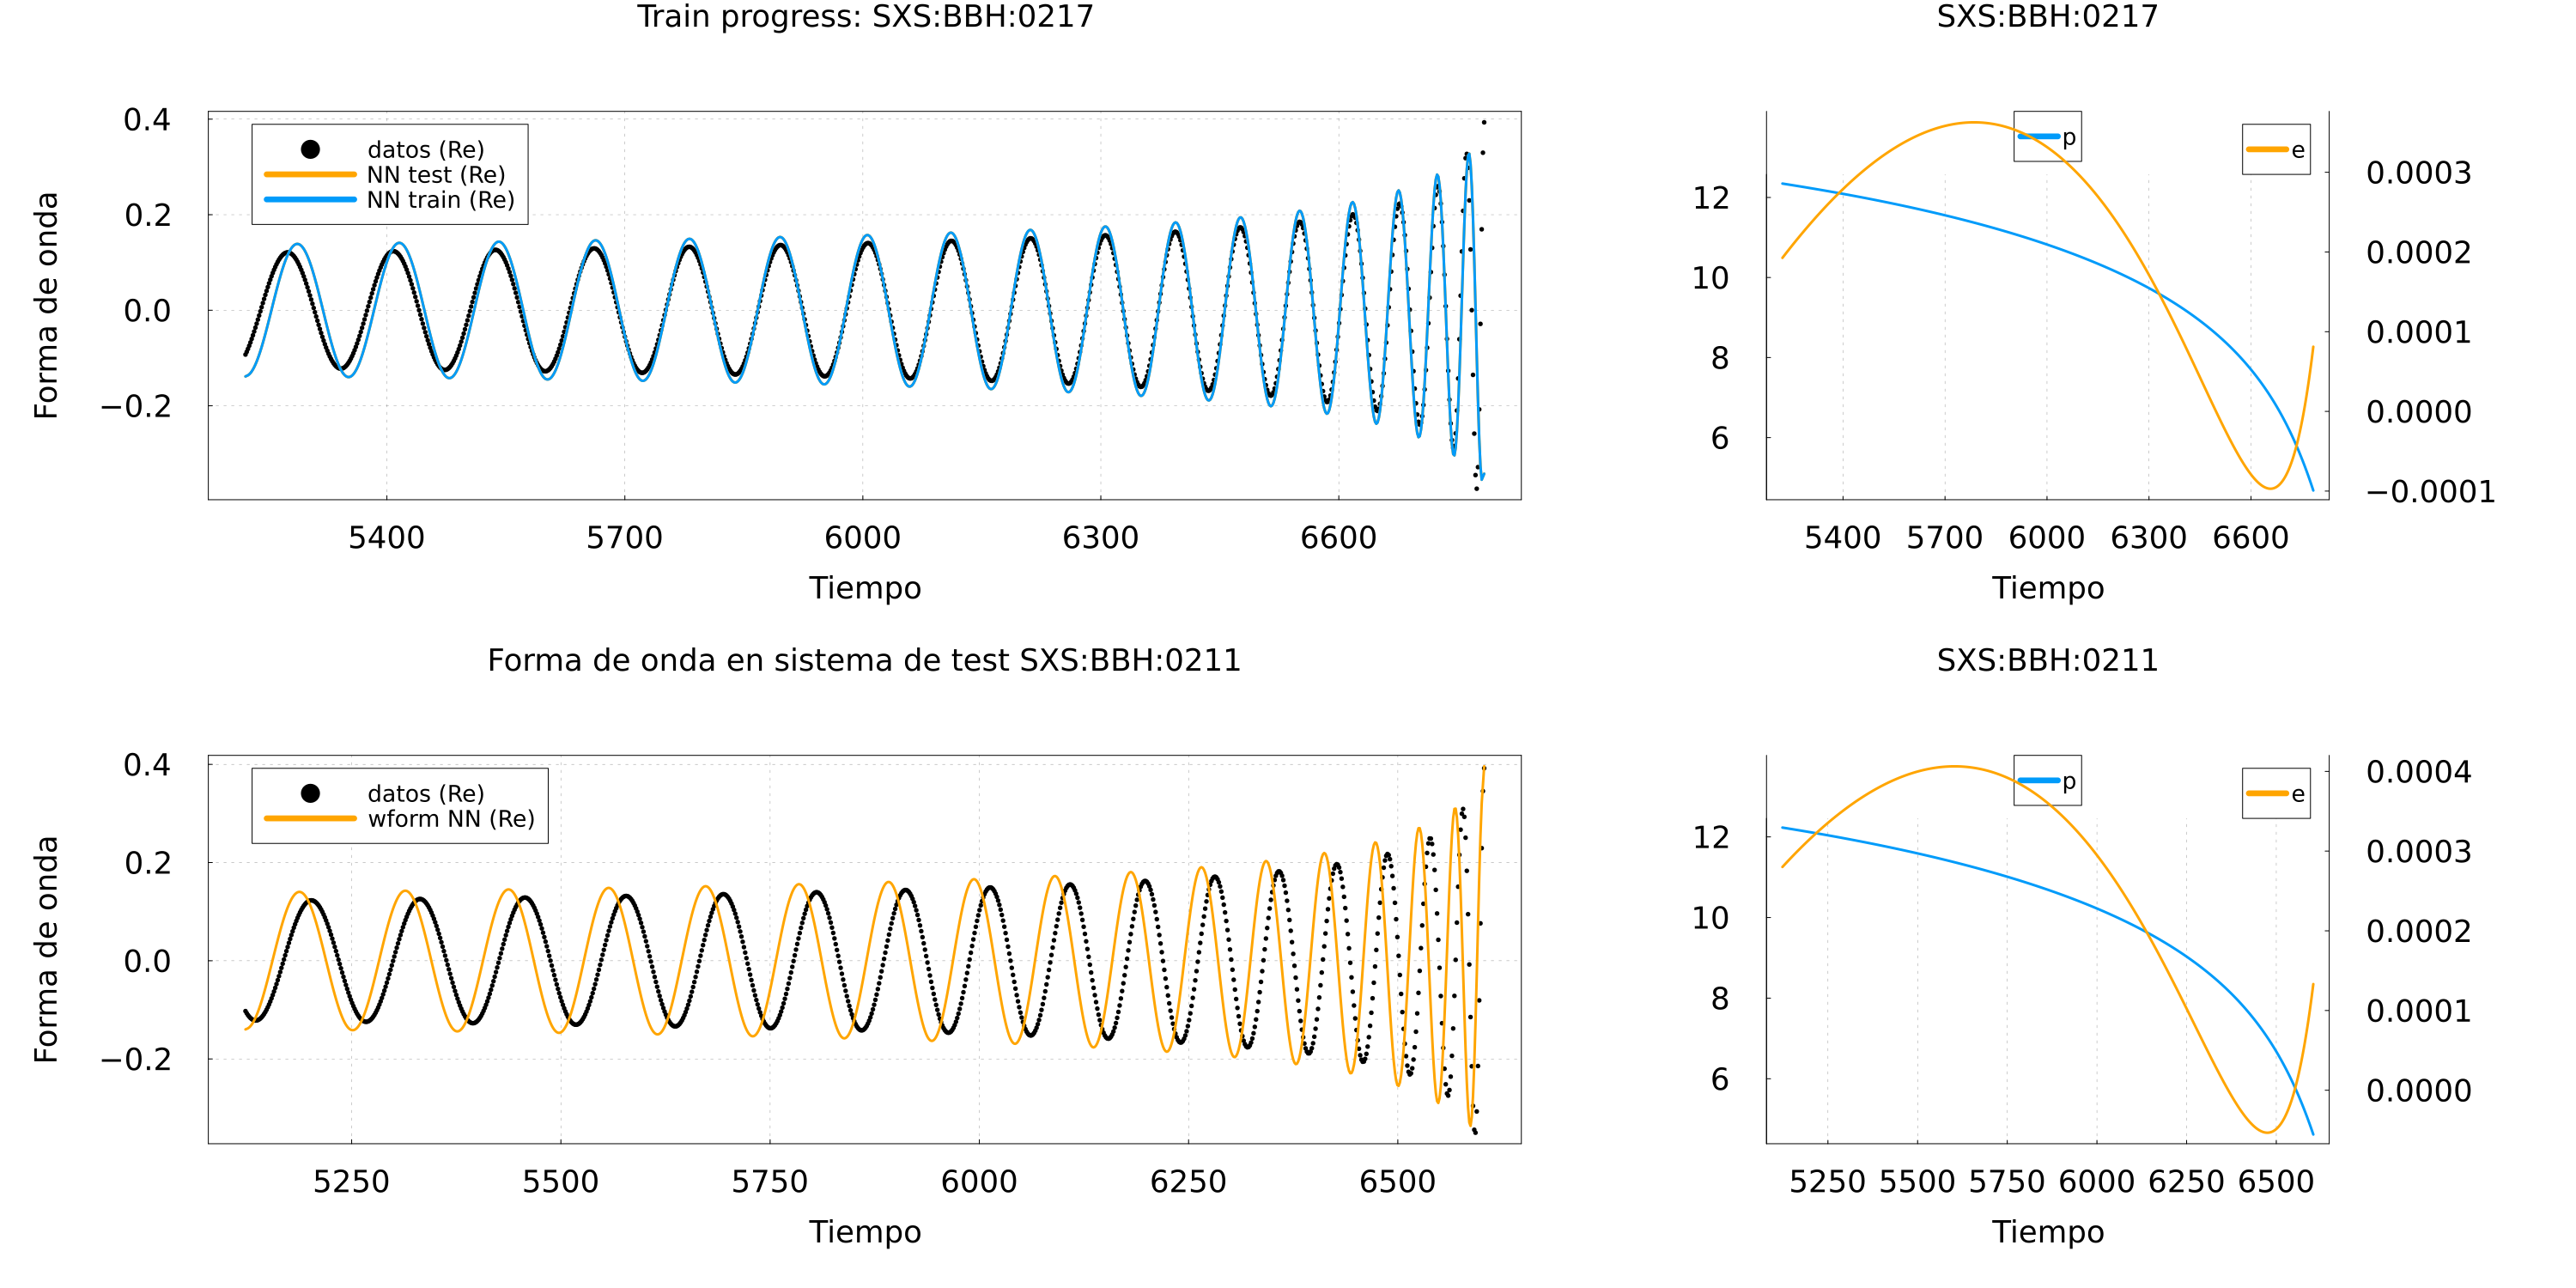 Train progress: SXS:BBH:0217
SXS:BBH:0217
Forma de onda
0.4
0.2
0.0
−0.2
datos (Re)
NN test (Re)
NN train (Re)
5400 5700 6000 6300 6600
Tiempo
12
10
8
6
p
e
0.0003
0.0002
0.0001
0.0000
−0.0001
5400 5700 6000 6300 6600
Tiempo
Forma de onda en sistema de test SXS:BBH:0211
SXS:BBH:0211
Forma de onda
0.4
0.2
0.0
−0.2
datos (Re)
wform NN (Re)
5250 5500 5750 6000 6250 6500
Tiempo
12
10
8
6
p
e
0.0004
0.0003
0.0002
0.0001
0.0000
5250 5500 5750 6000 6250 6500
Tiempo